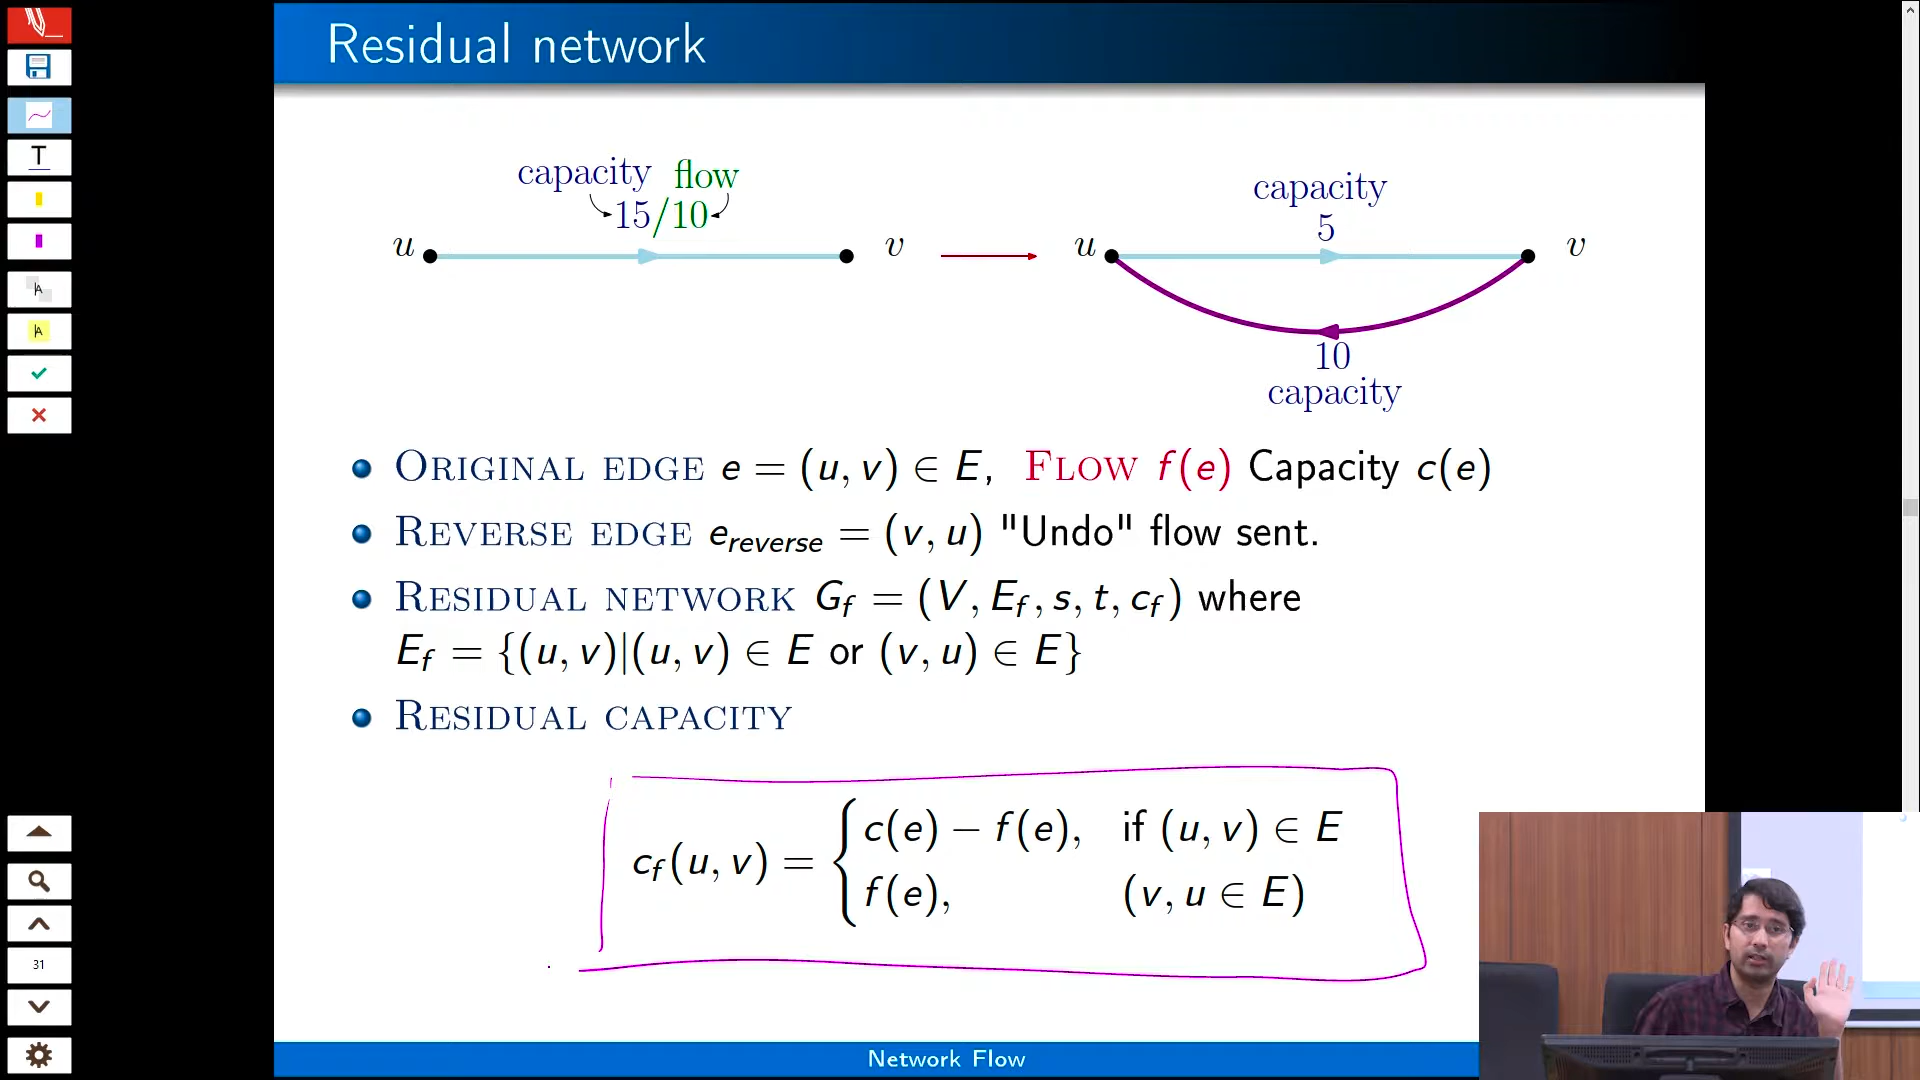 Residual network
capacity flow
15/10
u v
capacity
5
u v
10
capacity
ORIGINAL EDGE e = (u, v) ∈ E, FLOW f(e) Capacity c(e)
REVERSE EDGE e_reverse = (v, u) "Undo" flow sent.
RESIDUAL NETWORK G_f = (V, E_f, s, t, c_f) where
E_f = {(u, v)|(u, v) ∈ E or (v, u) ∈ E}
RESIDUAL CAPACITY
c_f(u, v) = { c(e) − f(e), if (u, v) ∈ E
f(e), (v, u ∈ E)
Network Flow
T
A
A
31